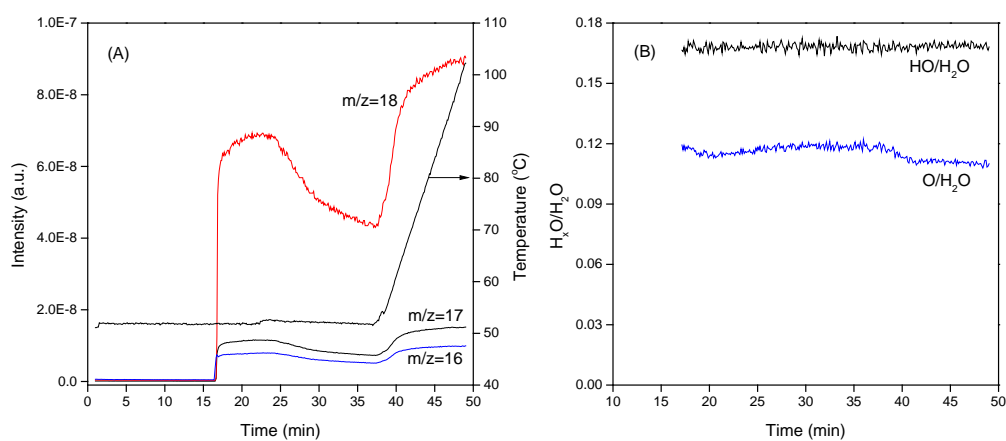 (A)
1.0E-7
8.0E-8
6.0E-8
4.0E-8
2.0E-8
0.0
Intensity (a.u.)
0 5 10 15 20 25 30 35 40 45 50
Time (min)
110
100
90
80
70
60
50
40
Temperature (°C)
m/z=18
m/z=17
m/z=16
(B)
0.18
0.15
0.12
0.09
0.06
0.03
0.00
HₓO/H₂O
10 15 20 25 30 35 40 45 50
Time (min)
HO/H₂O
O/H₂O